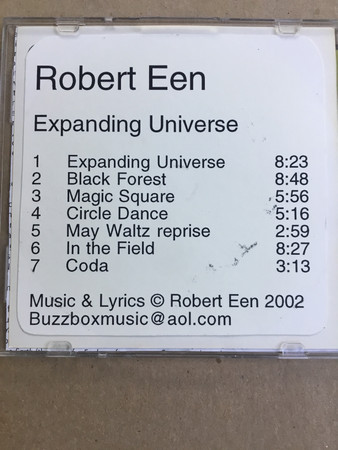 Robert Een
Expanding Universe
1 Expanding Universe 8:23
2 Black Forest 8:48
3 Magic Square 5:56
4 Circle Dance 5:16
5 May Waltz reprise 2:59
6 In the Field 8:27
7 Coda 3:13
Music & Lyrics © Robert Een 2002
Buzzboxmusic@aol.com